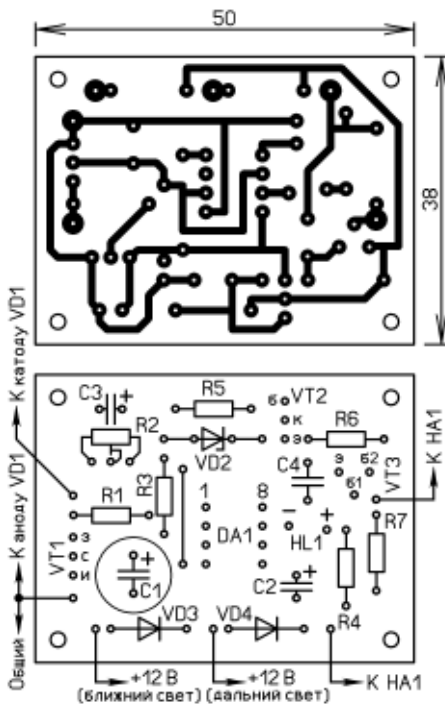 50
38
К катоду VD1
К аноду VD1
Общий
C3 +
R2
R5
б VT2
к
э
R6
VD2
R3
C4
э б2
б1
VT3
К HA1
R1
1
8
DA1
R7
VT1
з
с
и
+
C1
−
+
HL1
C2 +
R4
VD3
VD4
+12 В
(ближний свет)
+12 В
(дальний свет)
К HA1